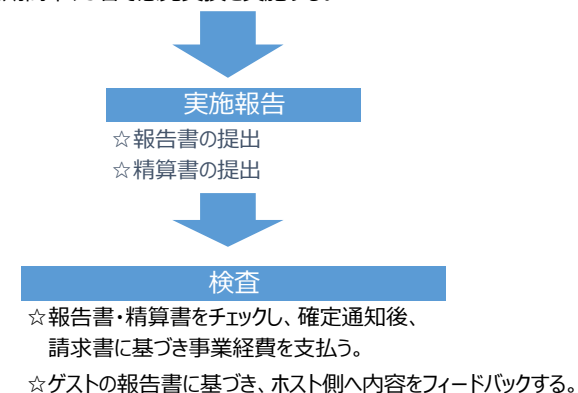 実施報告
☆報告書の提出
☆精算書の提出
検査
☆報告書・精算書をチェックし、確定通知後、
請求書に基づき事業経費を支払う。
☆ゲストの報告書に基づき、ホスト側へ内容をフィードバックする。